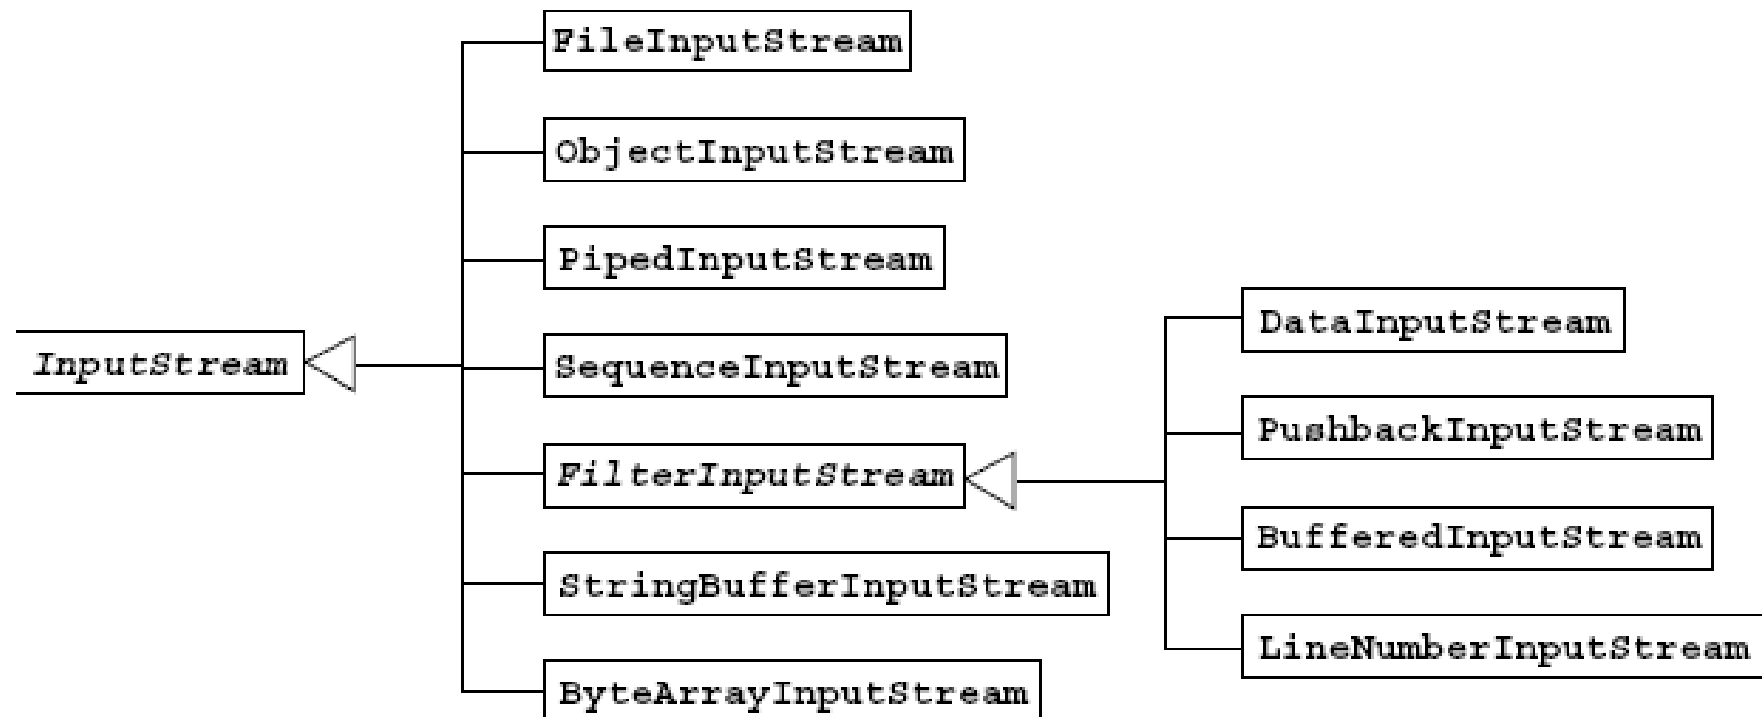 FileInputStream
ObjectInputStream
PipedInputStream
SequenceInputStream
FilterInputStream
StringBufferInputStream
ByteArrayInputStream
InputStream
DataInputStream
PushbackInputStream
BufferedInputStream
LineNumberInputStream